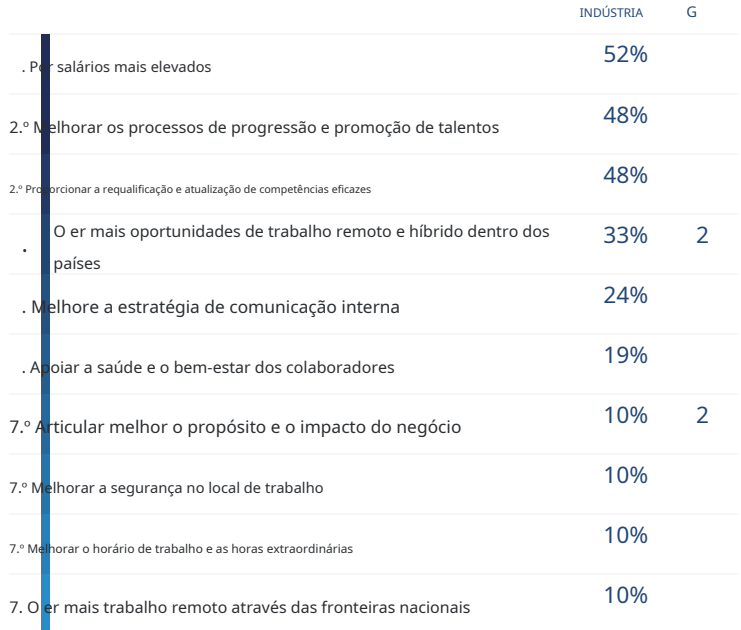 INDÚSTRIA G
. Por salários mais elevados 52%
2.º Melhorar os processos de progressão e promoção de talentos 48%
2.º Proporcionar a requalificação e atualização de competências eficazes 48%
. O er mais oportunidades de trabalho remoto e híbrido dentro dos 33% 2
países
. Melhore a estratégia de comunicação interna 24%
. Apoiar a saúde e o bem-estar dos colaboradores 19%
7.º Articular melhor o propósito e o impacto do negócio 10% 2
7.º Melhorar a segurança no local de trabalho 10%
7.º Melhorar o horário de trabalho e as horas extraordinárias 10%
7. O er mais trabalho remoto através das fronteiras nacionais 10%